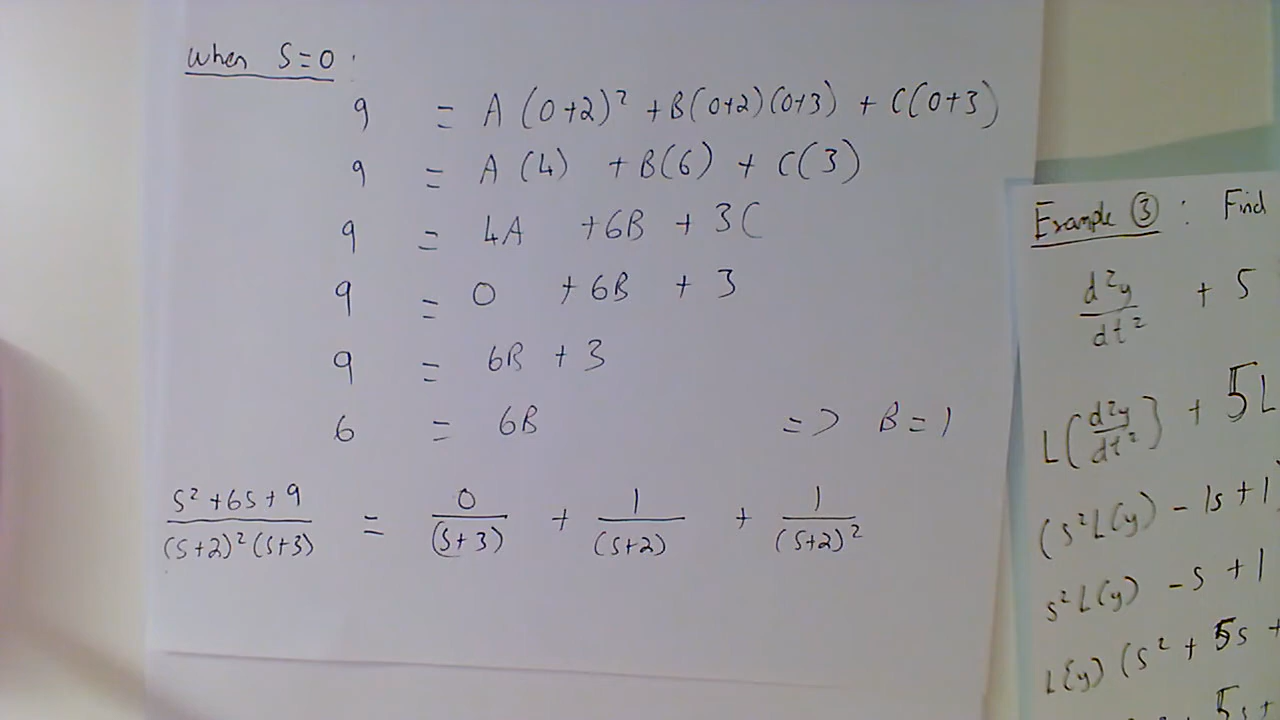 When S=0:
9 = A(0+2)² + B(0+2)(0+3) + C(0+3)
9 = A(4) + B(6) + C(3)
9 = 4A + 6B + 3C
9 = 0 + 6B + 3
9 = 6B + 3
6 = 6B => B = 1
s²+6s+9 / (s+2)²(s+3) = 0 / (s+3) + 1 / (s+2) + 1 / (s+2)²
Example ③ : Find
d²y / dt² + 5
L(d²y / dt²) + 5L
(s²L(y) - 1s + 1)
s²L(y) - s + 1
L(y) (s² + 5s +
5s +